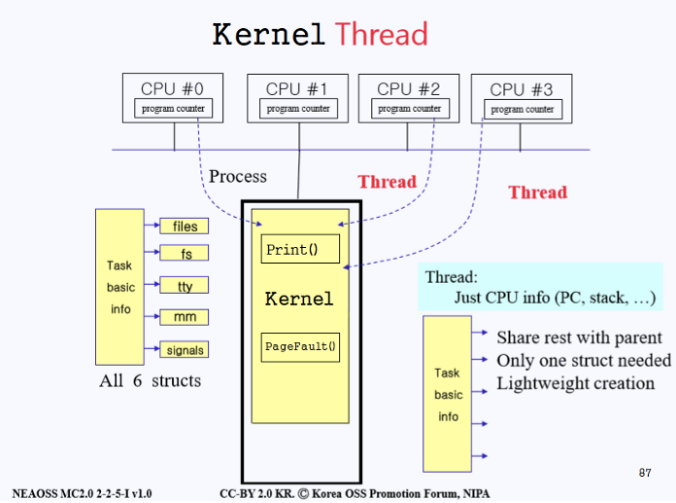 Kernel Thread
CPU #0
program counter
CPU #1
program counter
CPU #2
program counter
CPU #3
program counter
Process
Thread
Thread
Task
basic
info
files
fs
tty
mm
signals
All 6 structs
Print()
Kernel
PageFault()
Thread:
Just CPU info (PC, stack, …)
Task
basic
info
Share rest with parent
Only one struct needed
Lightweight creation
87
NEAOSS MC2.0 2-2-5-I v1.0
CC-BY 2.0 KR. Ⓒ Korea OSS Promotion Forum, NIPA